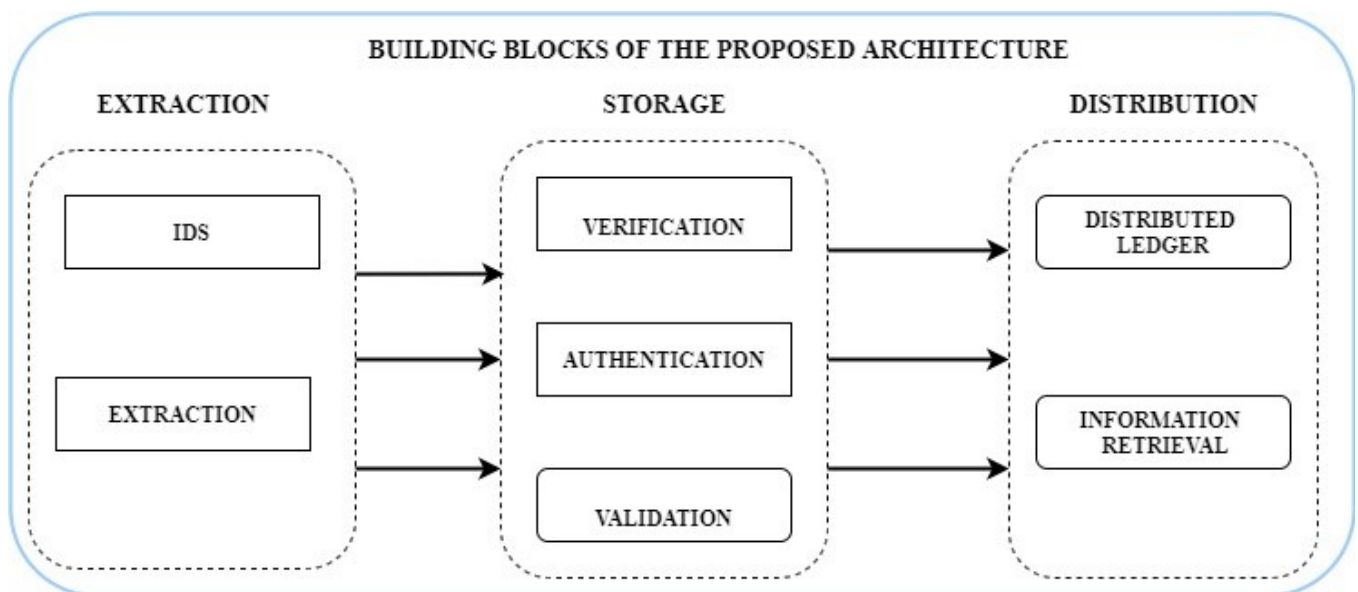 BUILDING BLOCKS OF THE PROPOSED ARCHITECTURE
EXTRACTION
IDS
EXTRACTION
STORAGE
VERIFICATION
AUTHENTICATION
VALIDATION
DISTRIBUTION
DISTRIBUTED
LEDGER
INFORMATION
RETRIEVAL